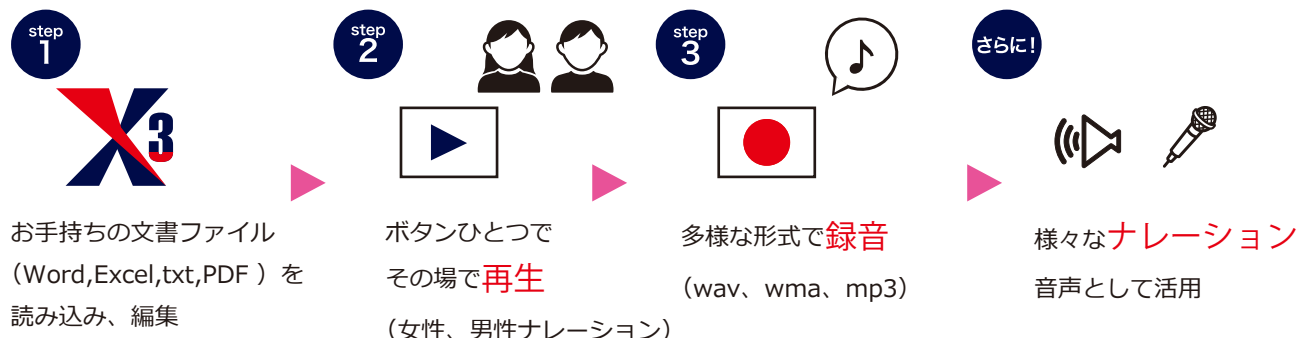 step
1
X3
お手持ちの文書ファイル
（Word,Excel,txt,PDF ）を
読み込み、編集
step
2
ボタンひとつで
その場で再生
（女性、男性ナレーション）
step
3
多様な形式で録音
（wav、wma、mp3）
さらに!
様々なナレーション
音声として活用